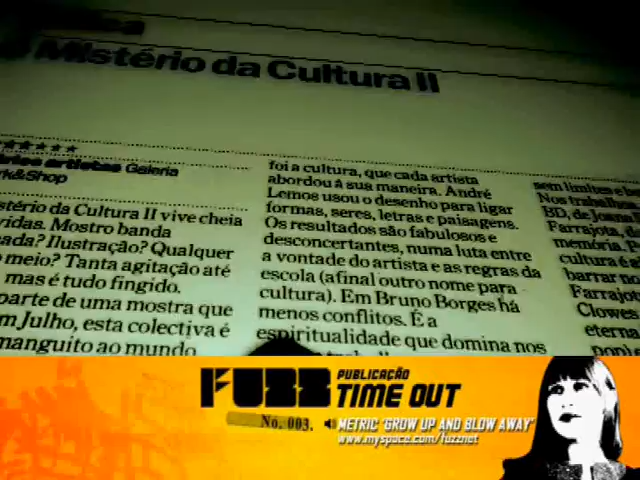 Mistério da Cultura II
★★★★★
artistas Galeria
rk&Shop
stério da Cultura II vive cheia
vidas. Mostro banda
ada? Ilustração? Qualquer
meio? Tanta agitação até
mas é tudo fingido.
parte de uma mostra que
m Julho, esta colectiva é
manguito ao mundo
foi a cultura, que cada artista
abordou à sua maneira. André
Lemos usou o desenho para ligar
formas, seres, letras e paisagens.
Os resultados são fabulosos e
desconcertantes, numa luta entre
a vontade do artista e as regras da
escola (afinal outro nome para
cultura). Em Bruno Borges há
menos conflitos. É a
espiritualidade que domina nos
sem limites e
Nos trabalhos
BD, de Joana
Farrajota, d
memória. P
cultura é a
barrar no
Farrajot
Clowes
eterna
FUZZ PUBLICAÇÃO
TIME OUT
No. 003. METRIC 'GROW UP AND BLOW AWAY'
www.myspace.com/fuzznet